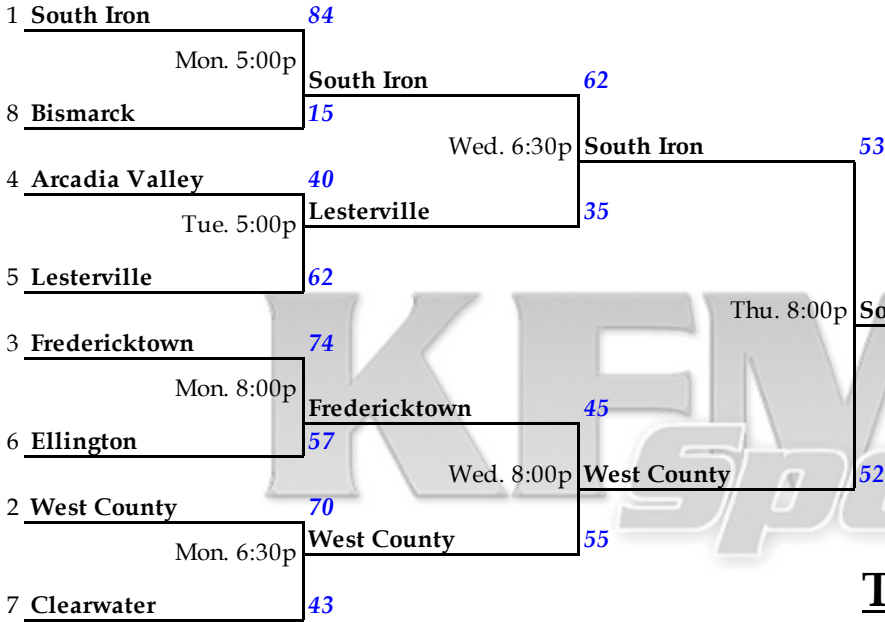 1 South Iron 84
Mon. 5:00p
South Iron 62
8 Bismarck 15
Wed. 6:30p South Iron 53
4 Arcadia Valley 40
Tue. 5:00p Lesterville 35
5 Lesterville 62
Thu. 8:00p So
3 Fredericktown 74
Mon. 8:00p
Fredericktown 45
6 Ellington 57
Wed. 8:00p West County 52
2 West County 70
Mon. 6:30p West County 55
7 Clearwater 43
T